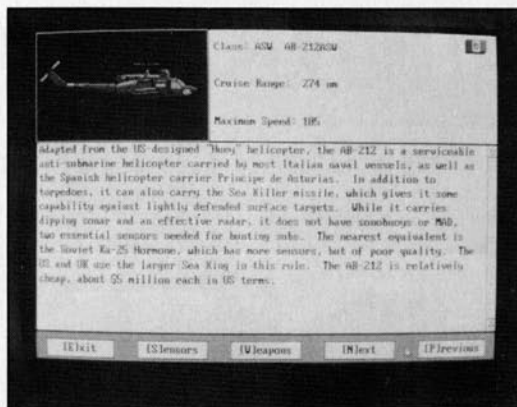 Class: ASW AB-212ASW
Cruise Range: 274 nm
Maximum Speed: 105
Adapted from the US-designed "Huey" helicopter, the AB-212 is a serviceable
anti-submarine helicopter carried by most Italian naval vessels, as well as
the Spanish helicopter carrier Principe de Asturias. In addition to
torpedoes, it can also carry the Sea Killer missile, which gives it some
capability against lightly defended surface targets. While it carries
dipping sonar and an effective radar, it does not have sonobuoys or MAD,
two essential sensors needed for hunting subs. The nearest equivalent is
the Soviet Ka-25 Hormone, which has more sensors, but of poor quality. The
US and UK use the larger Sea King in this role. The AB-212 is relatively
cheap, about $5 million each in US terms.
[E]xit [S]ensors [W]eapons [N]ext [P]revious